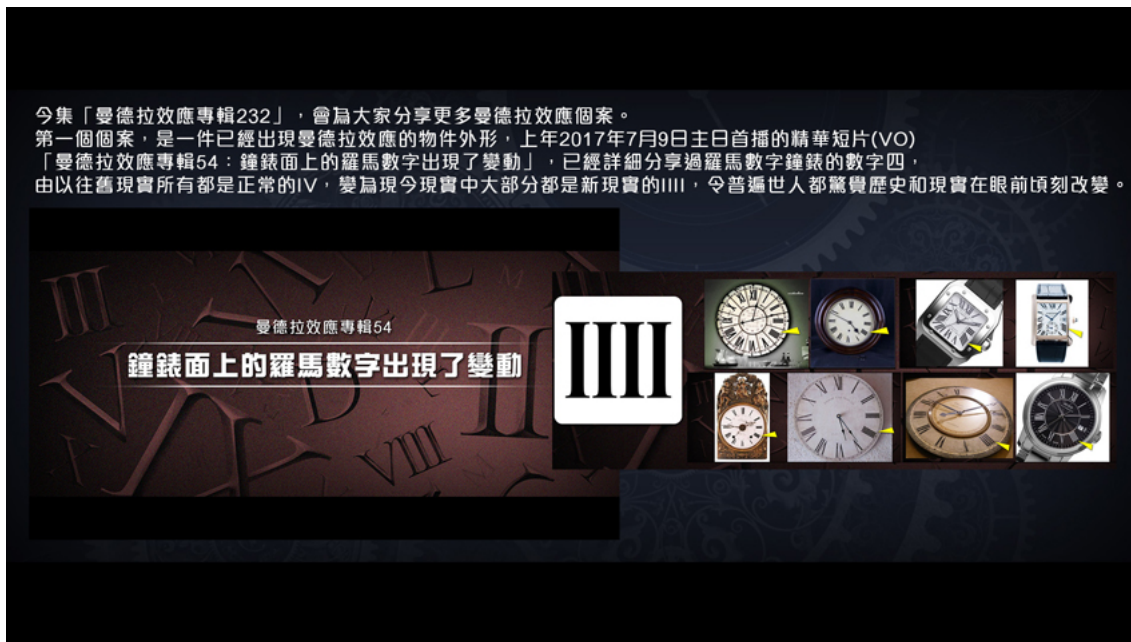 今集「曼德拉效應專輯232」，會為大家分享更多曼德拉效應個案。
第一個個案，是一件已經出現曼德拉效應的物件外形，上年2017年7月9日主日首播的精華短片(VO)
「曼德拉效應專輯54：鐘錶面上的羅馬數字出現了變動」，已經詳細分享過羅馬數字鐘錶的數字四，
由以往舊現實所有都是正常的IV，變為現今現實中大部分都是新現實的IIII，令普遍世人都驚覺歷史和現實在眼前頃刻改變。
曼德拉效應專輯54
鐘錶面上的羅馬數字出現了變動
IIII
III
VIII
II